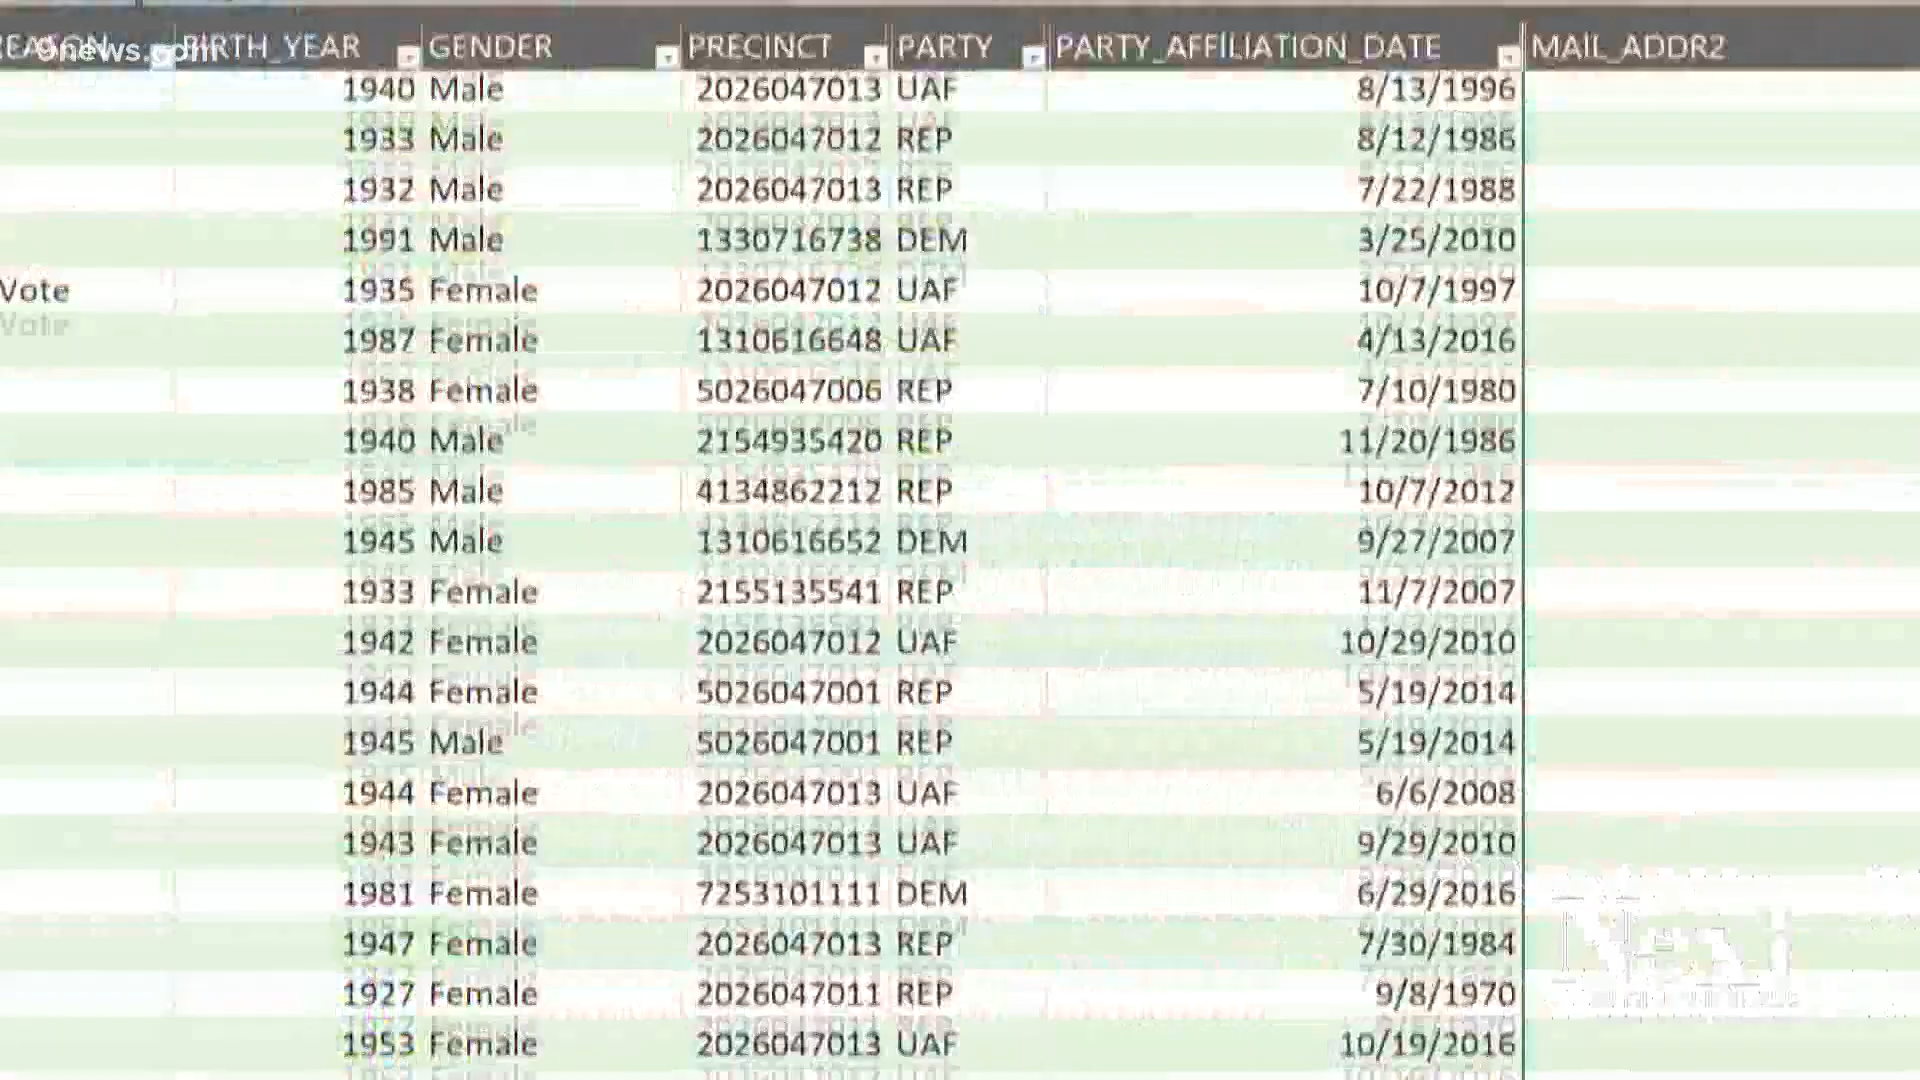 REASON BIRTH_YEAR GENDER PRECINCT PARTY PARTY_AFFILIATION_DATE MAIL_ADDR2
9news.com
1940 Male 2026047013 UAF 8/13/1996
1933 Male 2026047012 REP 8/12/1986
1932 Male 2026047013 REP 7/22/1988
1991 Male 1330716738 DEM 3/25/2010
Vote 1935 Female 2026047012 UAF 10/7/1997
Vote
1987 Female 1310616648 UAF 4/13/2016
1938 Female 5026047006 REP 7/10/1980
1940 Male 2154935420 REP 11/20/1986
1985 Male 4134862212 REP 10/7/2012
1945 Male 1310616652 DEM 9/27/2007
1933 Female 2155135541 REP 11/7/2007
1942 Female 2026047012 UAF 10/29/2010
1944 Female 5026047001 REP 5/19/2014
1945 Male 5026047001 REP 5/19/2014
1944 Female 2026047013 UAF 6/6/2008
1943 Female 2026047013 UAF 9/29/2010
1981 Female 7253101111 DEM 6/29/2016
1947 Female 2026047013 REP 7/30/1984
1927 Female 2026047011 REP 9/8/1970
1953 Female 2026047013 UAF 10/19/2016